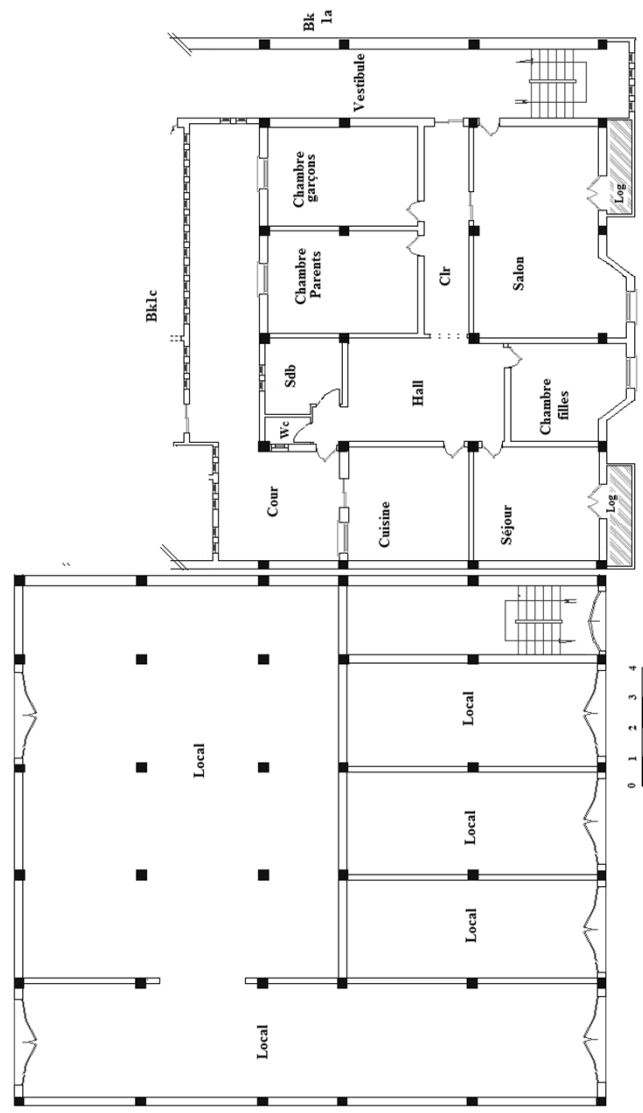 Bk
1a
Vestibule
Bk1c
Chambre
garçons
Chambre
Parents
Clr
Salon
Log
Sdb
Wc
Hall
Chambre
filles
Cour
Cuisine
Séjour
Log
Local
Local
Local
Local
Local
0 1 2 3 4